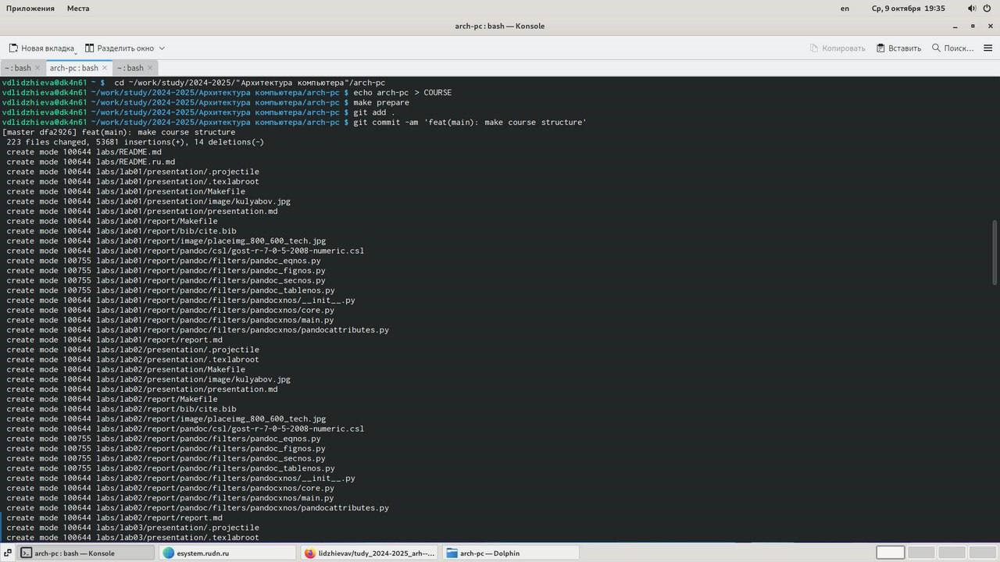 Приложения Места en Ср, 9 октября 19:35
arch-pc : bash — Konsole
Новая вкладка Разделить окно Копировать Вставить Поиск...
~ : bash arch-pc : bash ~ : bash
vdlidzhieva@dk4n61 ~ $ cd ~/work/study/2024-2025/"Архитектура компьютера"/arch-pc
vdlidzhieva@dk4n61 ~/work/study/2024-2025/Архитектура компьютера/arch-pc $ echo arch-pc > COURSE
vdlidzhieva@dk4n61 ~/work/study/2024-2025/Архитектура компьютера/arch-pc $ make prepare
vdlidzhieva@dk4n61 ~/work/study/2024-2025/Архитектура компьютера/arch-pc $ git add .
vdlidzhieva@dk4n61 ~/work/study/2024-2025/Архитектура компьютера/arch-pc $ git commit -am 'feat(main): make course structure'
[master dfa2926] feat(main): make course structure
223 files changed, 53681 insertions(+), 14 deletions(-)
create mode 100644 labs/README.md
create mode 100644 labs/README.ru.md
create mode 100644 labs/lab01/presentation/.projectile
create mode 100644 labs/lab01/presentation/.texlabroot
create mode 100644 labs/lab01/presentation/Makefile
create mode 100644 labs/lab01/presentation/image/kulyabov.jpg
create mode 100644 labs/lab01/presentation/presentation.md
create mode 100644 labs/lab01/report/Makefile
create mode 100644 labs/lab01/report/bib/cite.bib
create mode 100644 labs/lab01/report/image/placeimg_800_600_tech.jpg
create mode 100644 labs/lab01/report/pandoc/csl/gost-r-7-0-5-2008-numeric.csl
create mode 100755 labs/lab01/report/pandoc/filters/pandoc_eqnos.py
create mode 100755 labs/lab01/report/pandoc/filters/pandoc_fignos.py
create mode 100755 labs/lab01/report/pandoc/filters/pandoc_secnos.py
create mode 100755 labs/lab01/report/pandoc/filters/pandoc_tablenos.py
create mode 100644 labs/lab01/report/pandoc/filters/pandocxnos/__init__.py
create mode 100644 labs/lab01/report/pandoc/filters/pandocxnos/core.py
create mode 100644 labs/lab01/report/pandoc/filters/pandocxnos/main.py
create mode 100644 labs/lab01/report/pandoc/filters/pandocxnos/pandocattributes.py
create mode 100644 labs/lab01/report/report.md
create mode 100644 labs/lab02/presentation/.projectile
create mode 100644 labs/lab02/presentation/.texlabroot
create mode 100644 labs/lab02/presentation/Makefile
create mode 100644 labs/lab02/presentation/image/kulyabov.jpg
create mode 100644 labs/lab02/presentation/presentation.md
create mode 100644 labs/lab02/report/Makefile
create mode 100644 labs/lab02/report/bib/cite.bib
create mode 100644 labs/lab02/report/image/placeimg_800_600_tech.jpg
create mode 100644 labs/lab02/report/pandoc/csl/gost-r-7-0-5-2008-numeric.csl
create mode 100755 labs/lab02/report/pandoc/filters/pandoc_eqnos.py
create mode 100755 labs/lab02/report/pandoc/filters/pandoc_fignos.py
create mode 100755 labs/lab02/report/pandoc/filters/pandoc_secnos.py
create mode 100755 labs/lab02/report/pandoc/filters/pandoc_tablenos.py
create mode 100644 labs/lab02/report/pandoc/filters/pandocxnos/__init__.py
create mode 100644 labs/lab02/report/pandoc/filters/pandocxnos/core.py
create mode 100644 labs/lab02/report/pandoc/filters/pandocxnos/main.py
create mode 100644 labs/lab02/report/pandoc/filters/pandocxnos/pandocattributes.py
create mode 100644 labs/lab02/report/report.md
create mode 100644 labs/lab03/presentation/.projectile
create mode 100644 labs/lab03/presentation/.texlabroot
arch-pc : bash — Konsole esystem.rudn.ru lidzhievav/tudy_2024-2025_arh--... arch-pc — Dolphin